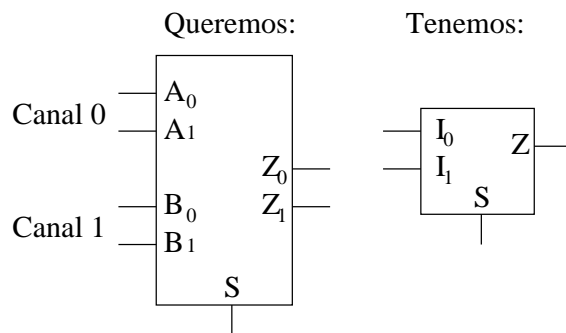 Queremos:
Tenemos:
Canal 0
A0
A1
Canal 1
B0
B1
Z0
Z1
S
I0
I1
Z
S